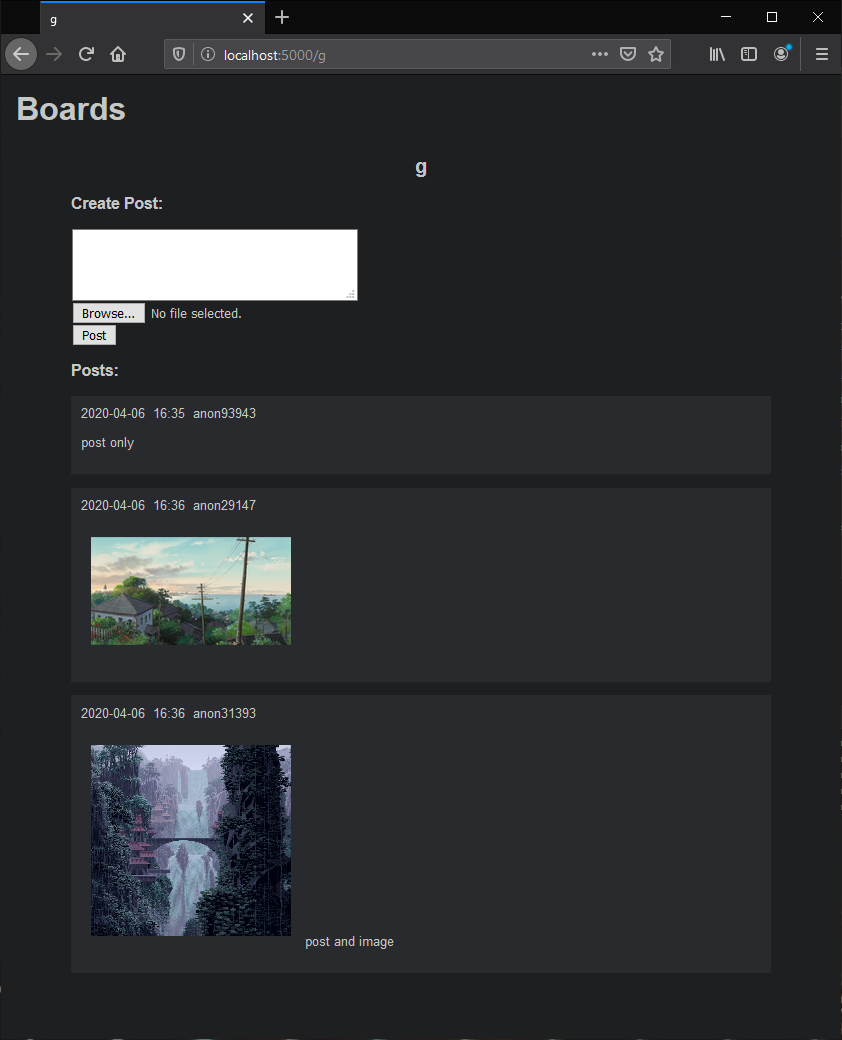 g
localhost:5000/g
Boards
g
Create Post:
Browse... No file selected.
Post
Posts:
2020-04-06 16:35 anon93943
post only
2020-04-06 16:36 anon29147
2020-04-06 16:36 anon31393
post and image